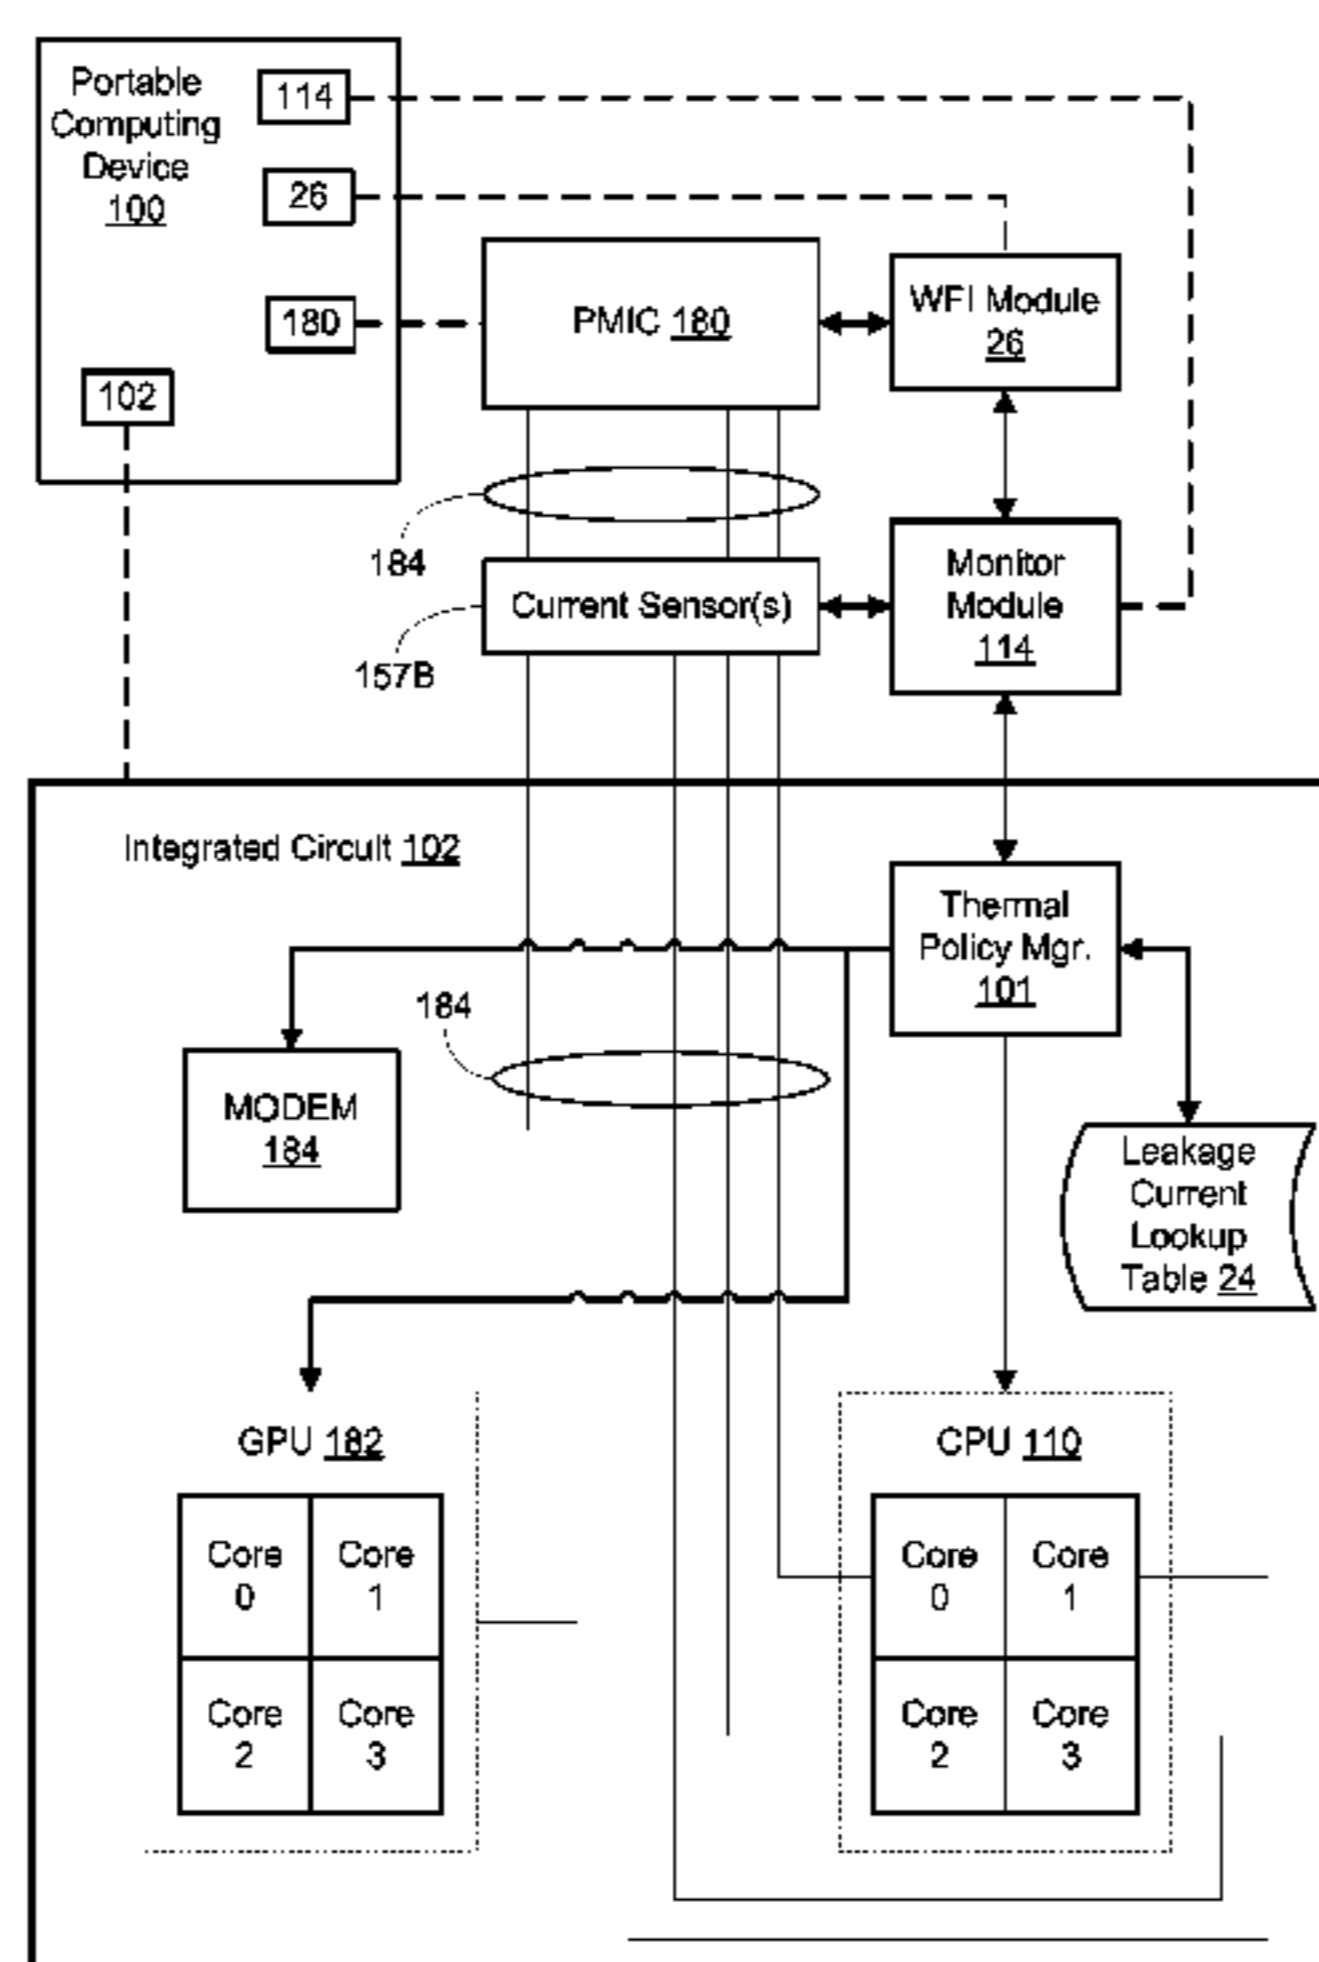 Portable
Computing
Device
100
114
26
180
102
PMIC 180
WFI Module
26
184
Current Sensor(s)
157B
Monitor
Module
114
Integrated Circuit 102
Thermal
Policy Mgr.
101
184
MODEM
184
Leakage
Current
Lookup
Table 24
GPU 182
Core
0
Core
1
Core
2
Core
3
CPU 110
Core
0
Core
1
Core
2
Core
3